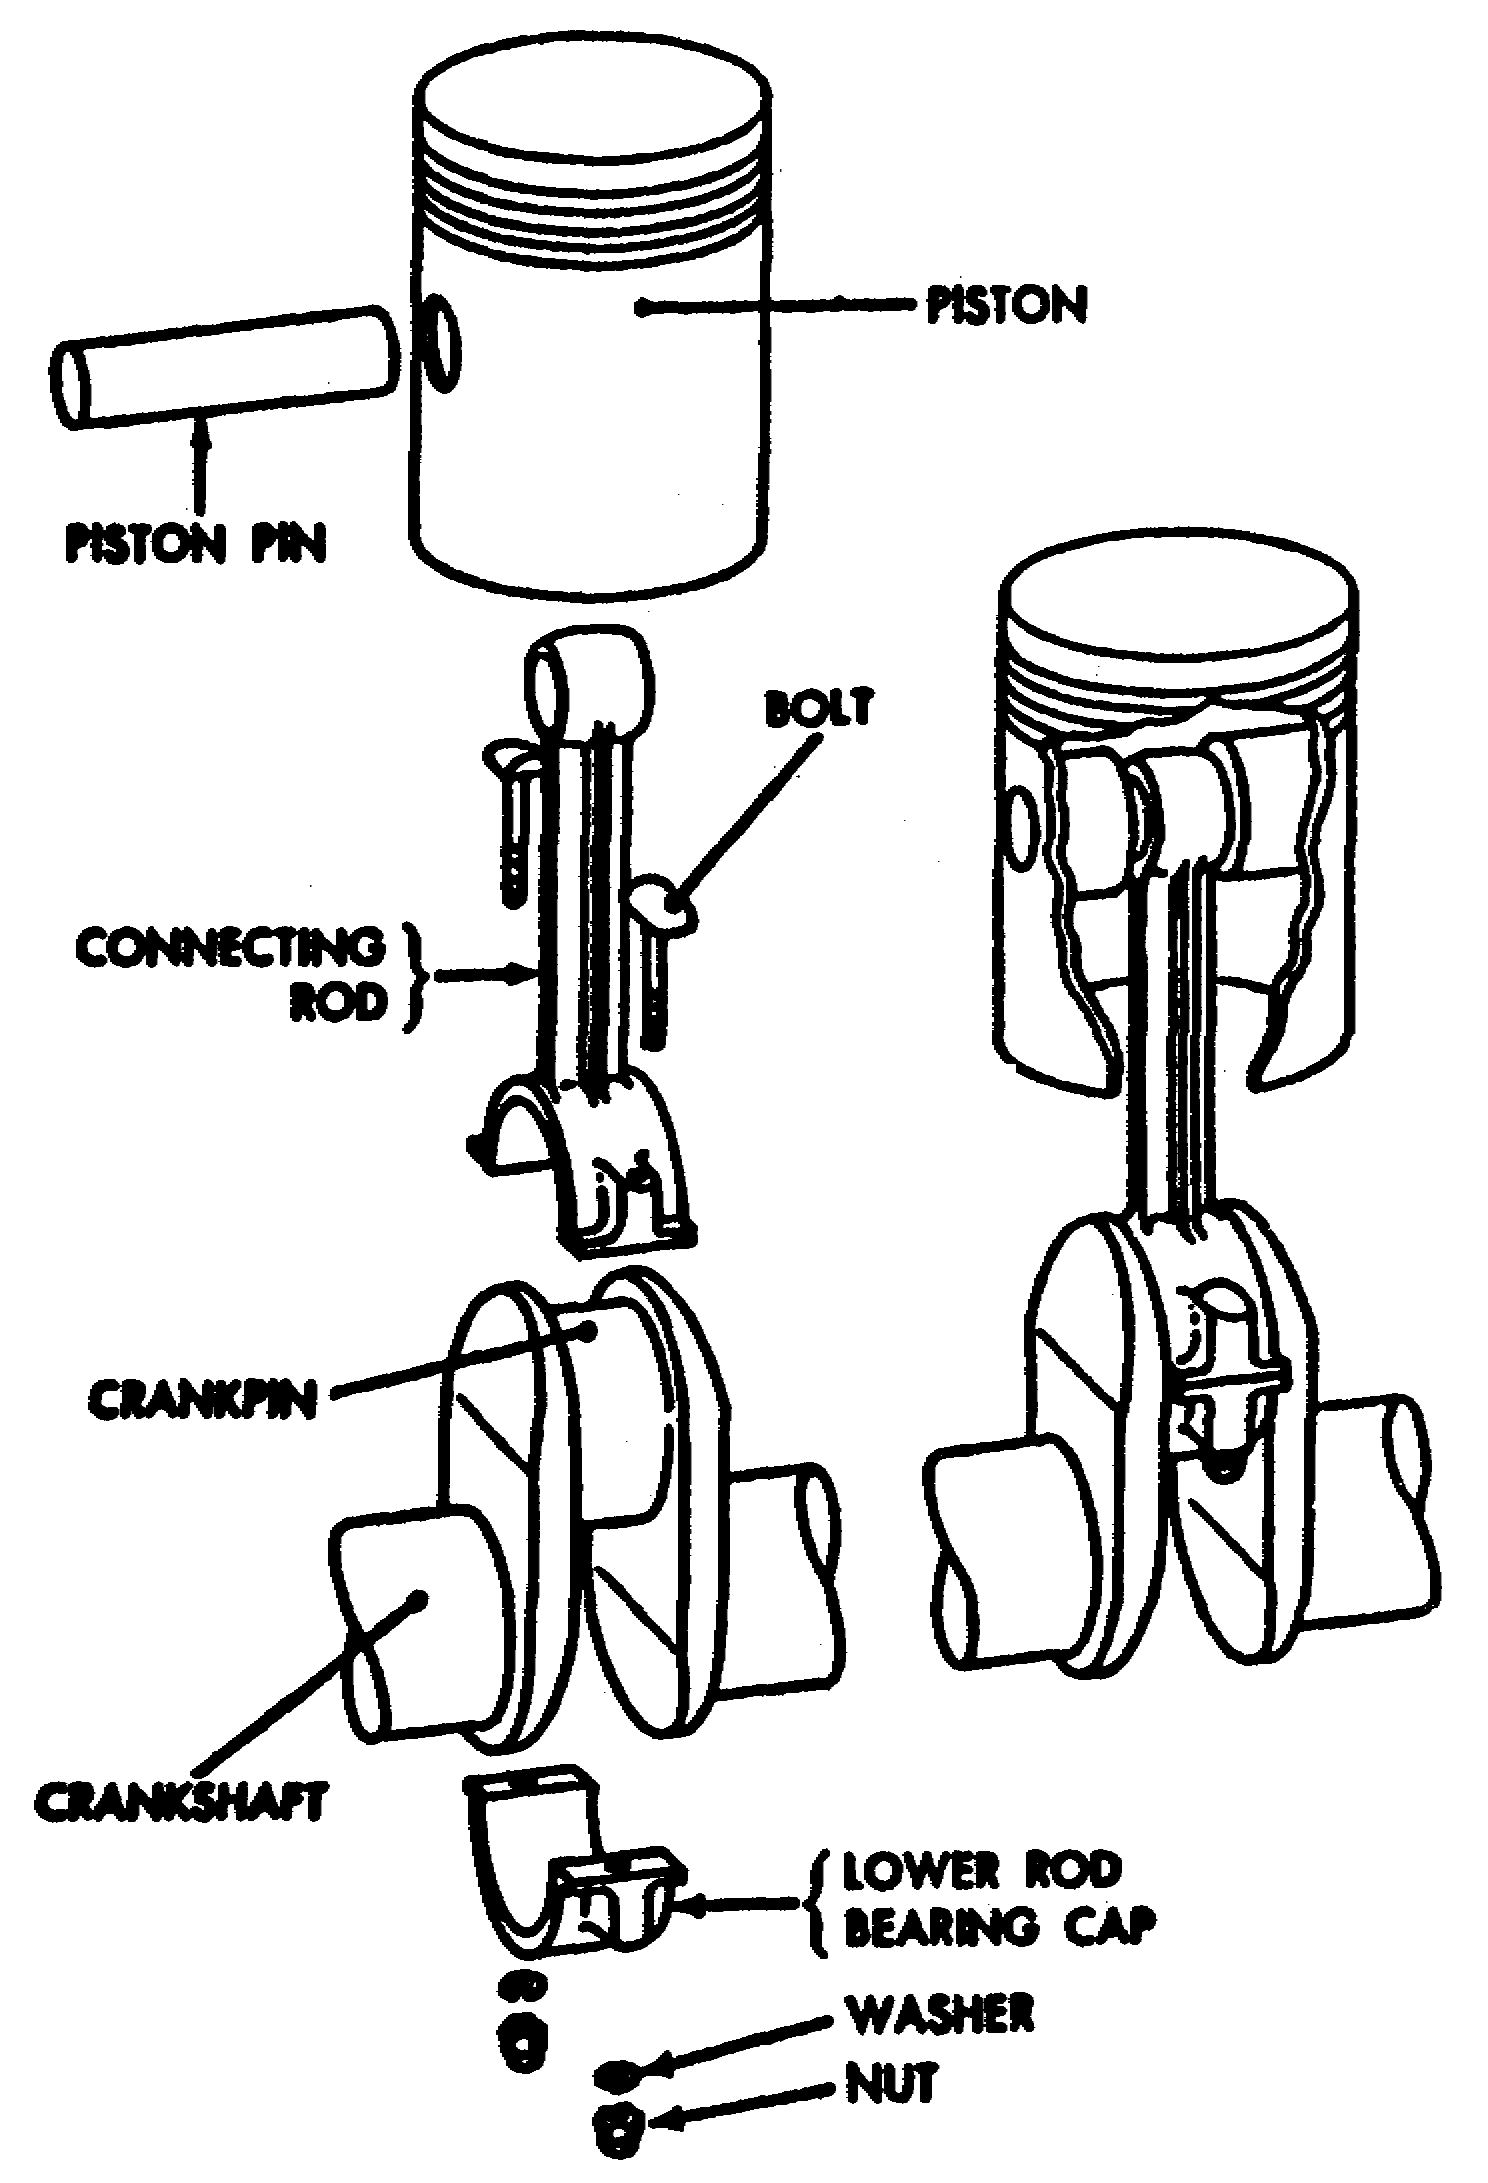 PISTON
PISTON PIN
BOLT
CONNECTING
ROD
CRANKPIN
CRANKSHAFT
LOWER ROD
BEARING CAP
WASHER
NUT